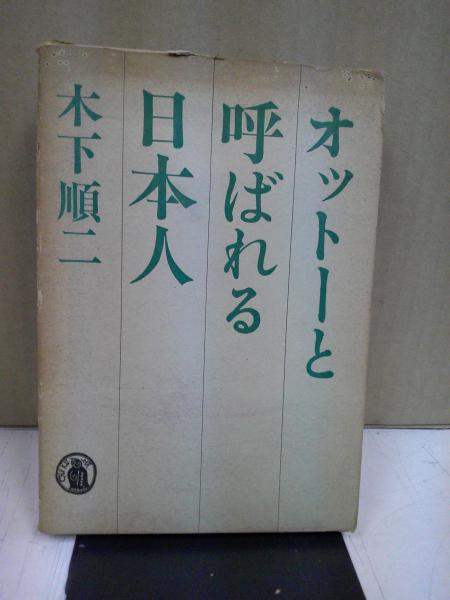 オットーと
呼ばれる
日本人
木下順二